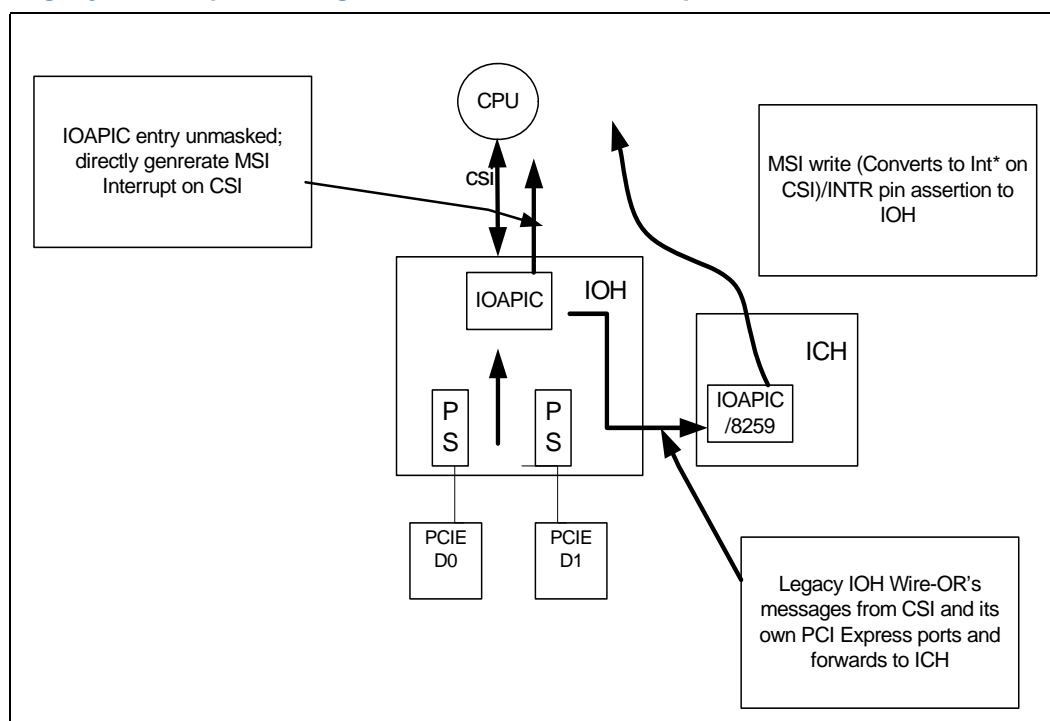 IOAPIC entry unmasked;
directly genrerate MSI
Interrupt on CSI
CPU
csi
MSI write (Converts to Int* on
CSI)/INTR pin assertion to
IOH
IOAPIC
IOH
ICH
IOAPIC
/8259
P
S
P
S
PCIE
D0
PCIE
D1
Legacy IOH Wire-OR's
messages from CSI and its
own PCI Express ports and
forwards to ICH